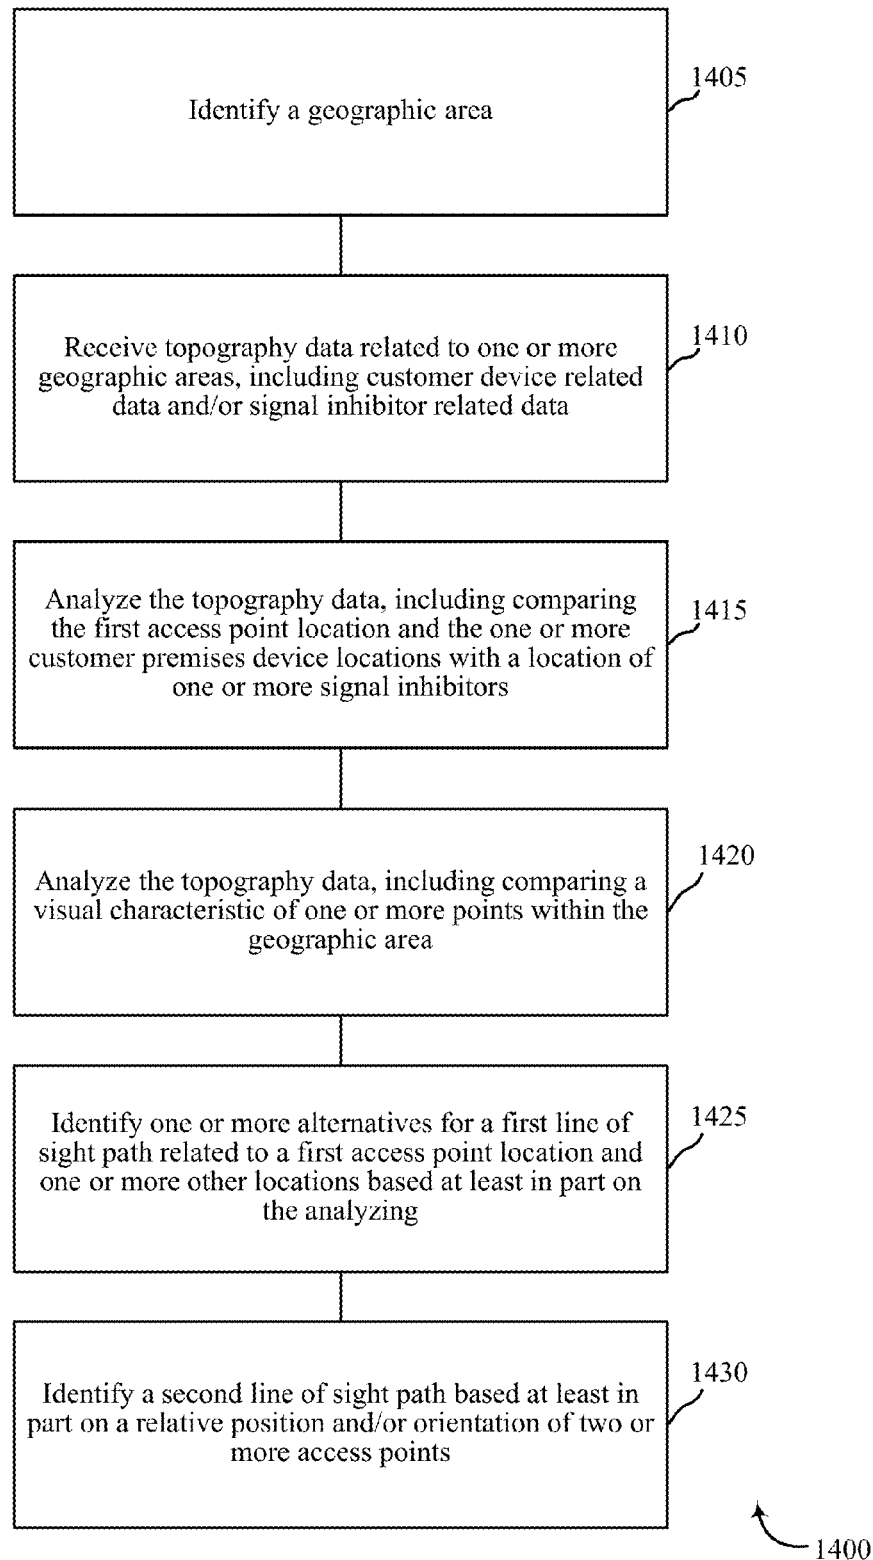 Identify a geographic area
1405
Receive topography data related to one or more
geographic areas, including customer device related
data and/or signal inhibitor related data
1410
Analyze the topography data, including comparing
the first access point location and the one or more
customer premises device locations with a location of
one or more signal inhibitors
1415
Analyze the topography data, including comparing a
visual characteristic of one or more points within the
geographic area
1420
Identify one or more alternatives for a first line of
sight path related to a first access point location and
one or more other locations based at least in part on
the analyzing
1425
Identify a second line of sight path based at least in
part on a relative position and/or orientation of two or
more access points
1430
1400